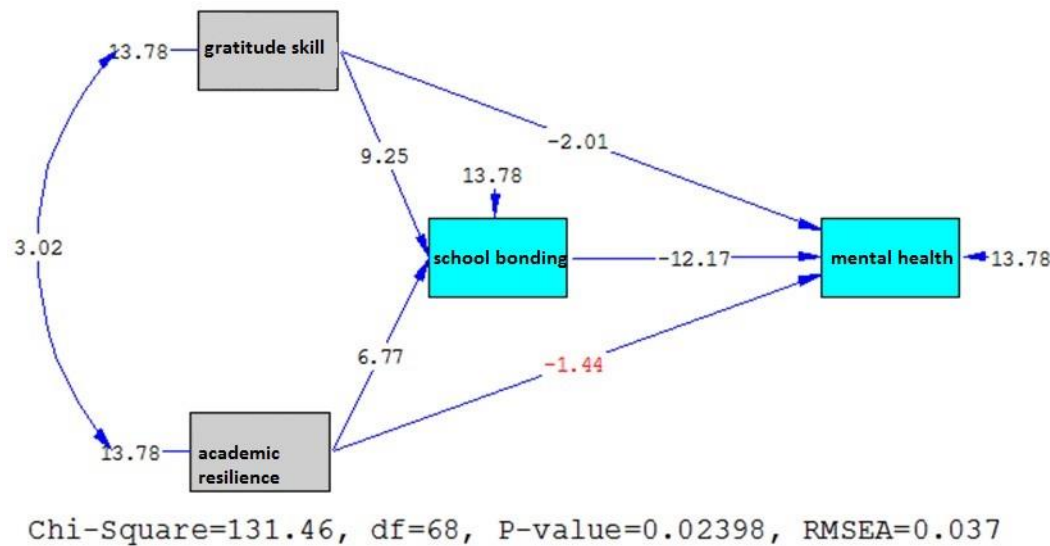 13.78
gratitude skill
-2.01
9.25
13.78
3.02
school bonding
-12.17
mental health
13.78
6.77
-1.44
13.78
academic
resilience
Chi-Square=131.46, df=68, P-value=0.02398, RMSEA=0.037